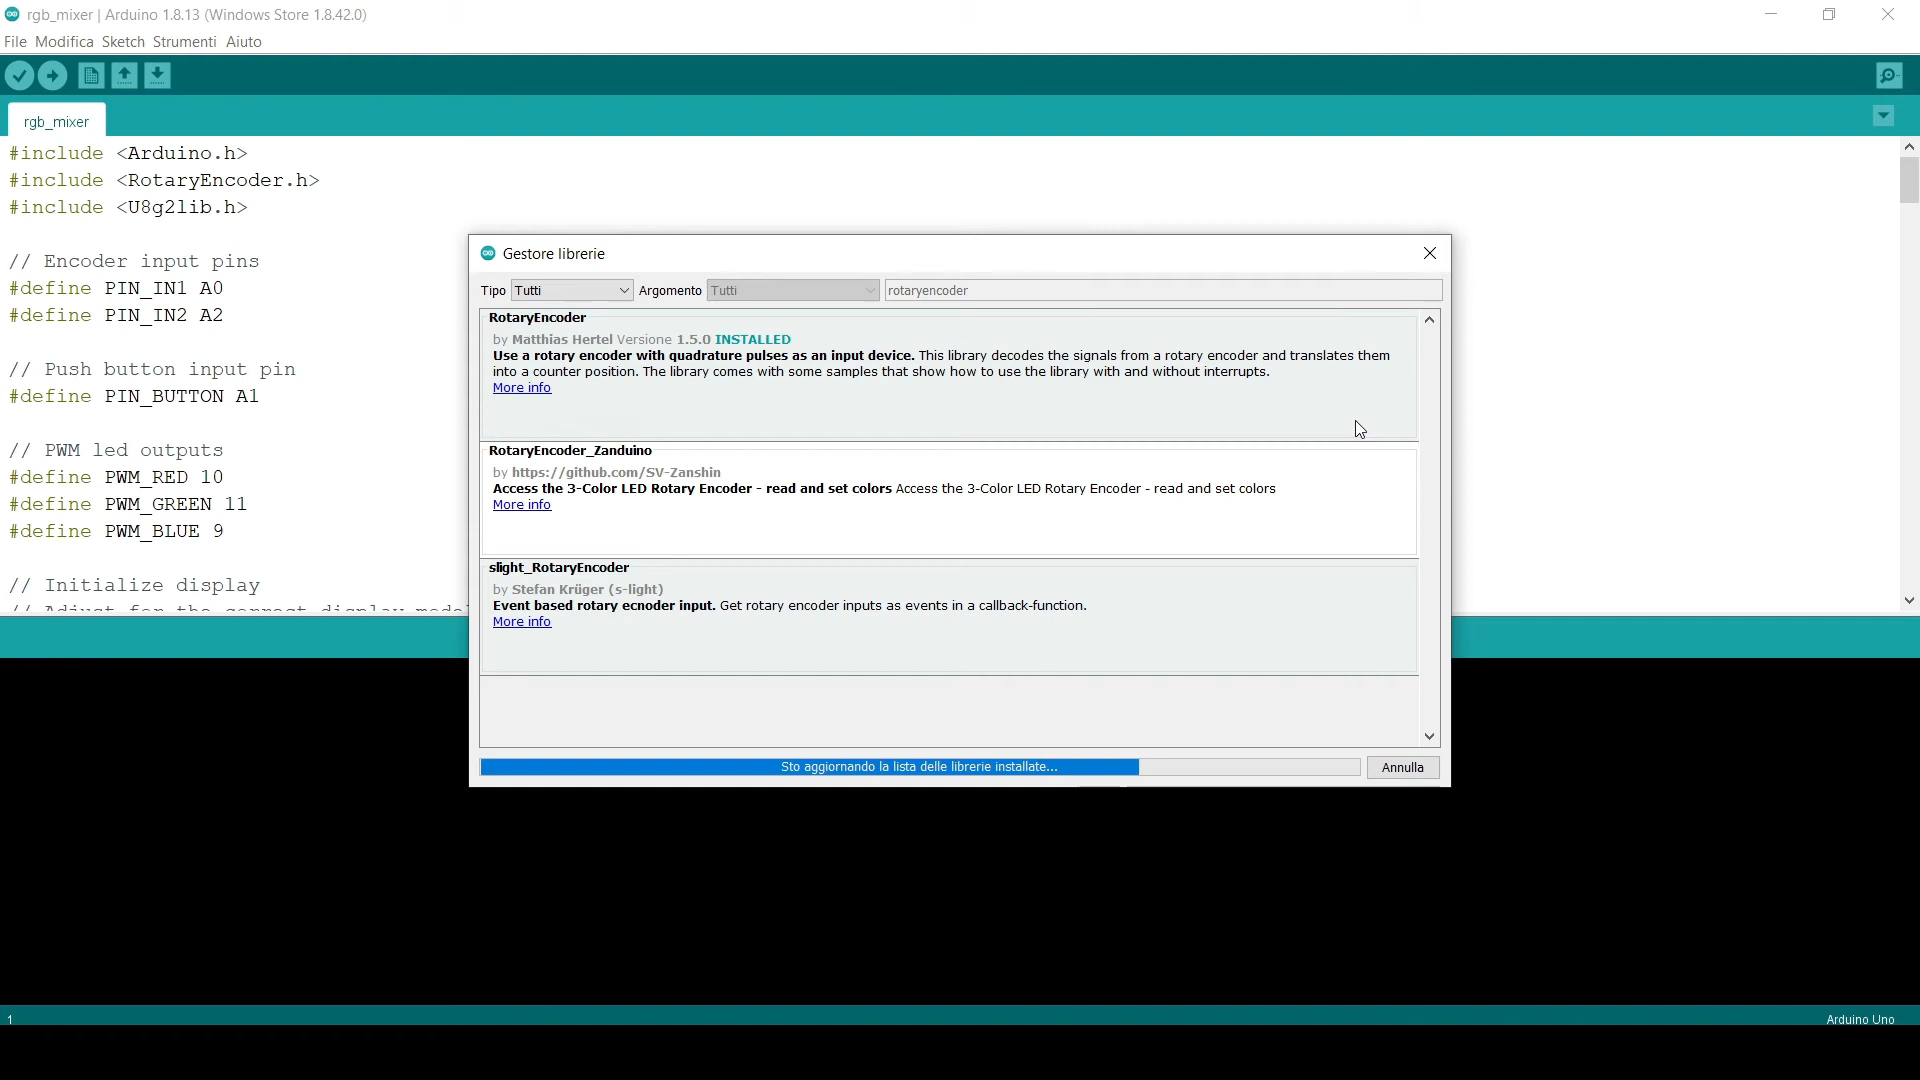 rgb_mixer | Arduino 1.8.13 (Windows Store 1.8.42.0)
File Modifica Sketch Strumenti Aiuto
rgb_mixer
#include <Arduino.h>
#include <RotaryEncoder.h>
#include <U8g2lib.h>
// Encoder input pins
#define PIN_IN1 A0
#define PIN_IN2 A2
// Push button input pin
#define PIN_BUTTON A1
// PWM led outputs
#define PWM_RED 10
#define PWM_GREEN 11
#define PWM_BLUE 9
// Initialize display
// Adjust for the correct display
Gestore librerie
Tipo Tutti Argomento Tutti rotaryencoder
RotaryEncoder
by Matthias Hertel Versione 1.5.0 INSTALLED
Use a rotary encoder with quadrature pulses as an input device. This library decodes the signals from a rotary encoder and translates them
into a counter position. The library comes with some samples that show how to use the library with and without interrupts.
More info
RotaryEncoder_Zanduino
by https://github.com/SV-Zanshin
Access the 3-Color LED Rotary Encoder - read and set colors Access the 3-Color LED Rotary Encoder - read and set colors
More info
slight_RotaryEncoder
by Stefan Krüger (s-light)
Event based rotary ecnoder input. Get rotary encoder inputs as events in a callback-function.
More info
Sto aggiornando la lista delle librerie installate...
Annulla
1
Arduino Uno